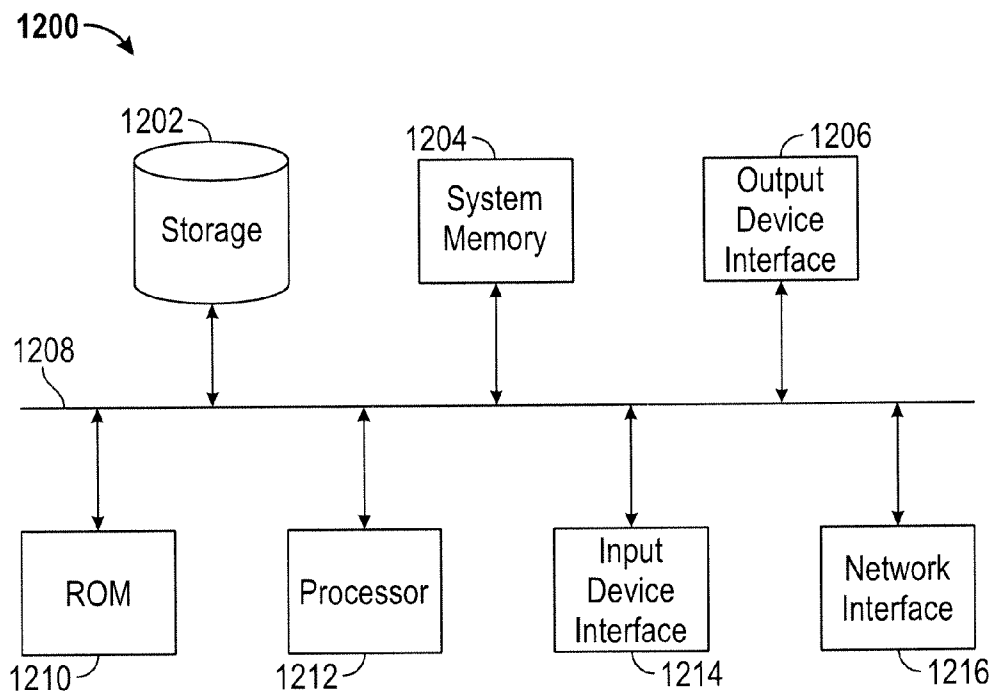 1200
1202
Storage
1204
System
Memory
1206
Output
Device
Interface
1208
ROM
1210
Processor
1212
Input
Device
Interface
1214
Network
Interface
1216